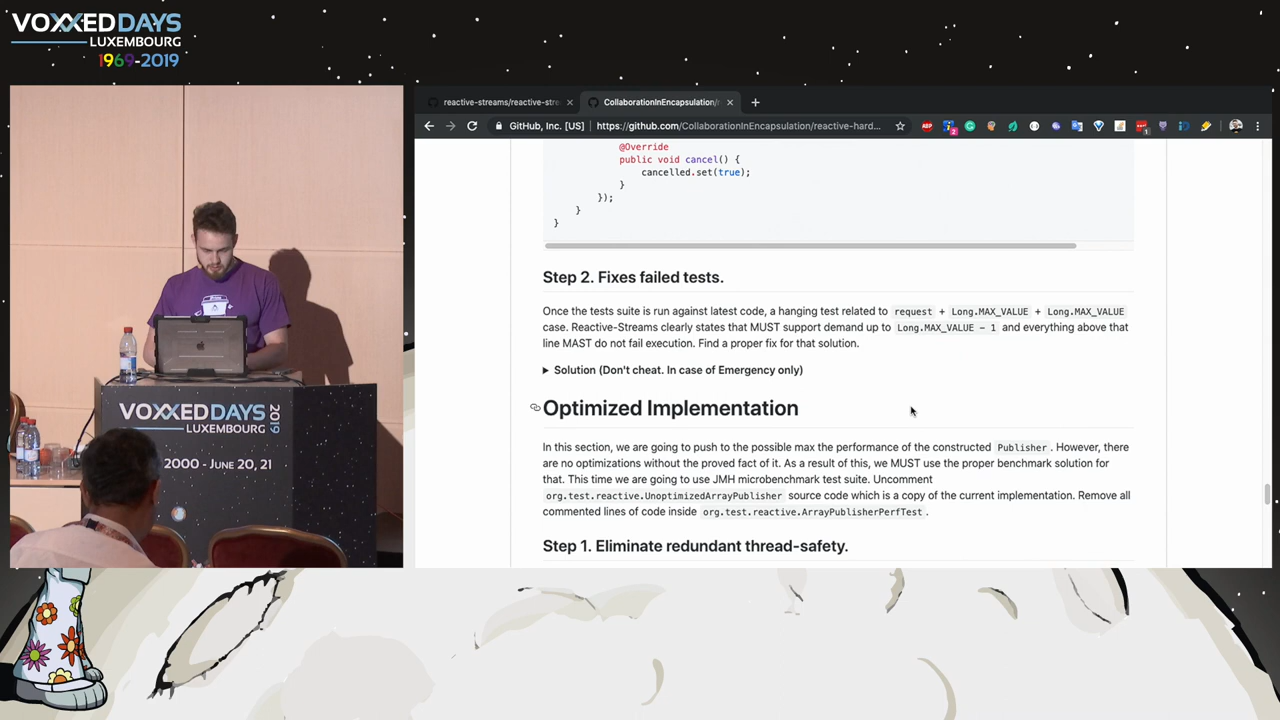 VOXXEDDAYS
LUXEMBOURG
1969-2019
reactive-streams/reactive-stre
CollaborationInEncapsulation/r
GitHub, Inc. [US]
https://github.com/CollaborationInEncapsulation/reactive-hard...
ABP
2
1
@Override
public void cancel() {
cancelled.set(true);
}
});
}
}
Step 2. Fixes failed tests.
Once the tests suite is run against latest code, a hanging test related to request + Long.MAX_VALUE + Long.MAX_VALUE
case. Reactive-Streams clearly states that MUST support demand up to Long.MAX_VALUE - 1 and everything above that
line MAST do not fail execution. Find a proper fix for that solution.
Solution (Don't cheat. In case of Emergency only)
Optimized Implementation
In this section, we are going to push to the possible max the performance of the constructed Publisher. However, there
are no optimizations without the proved fact of it. As a result of this, we MUST use the proper benchmark solution for
that. This time we are going to use JMH microbenchmark test suite. Uncomment
org.test.reactive.UnoptimizedArrayPublisher source code which is a copy of the current implementation. Remove all
commented lines of code inside org.test.reactive.ArrayPublisherPerfTest.
Step 1. Eliminate redundant thread-safety.
VOXXEDDAYS
LUXEMBOURG
2019
2000 - JUNE 20, 21